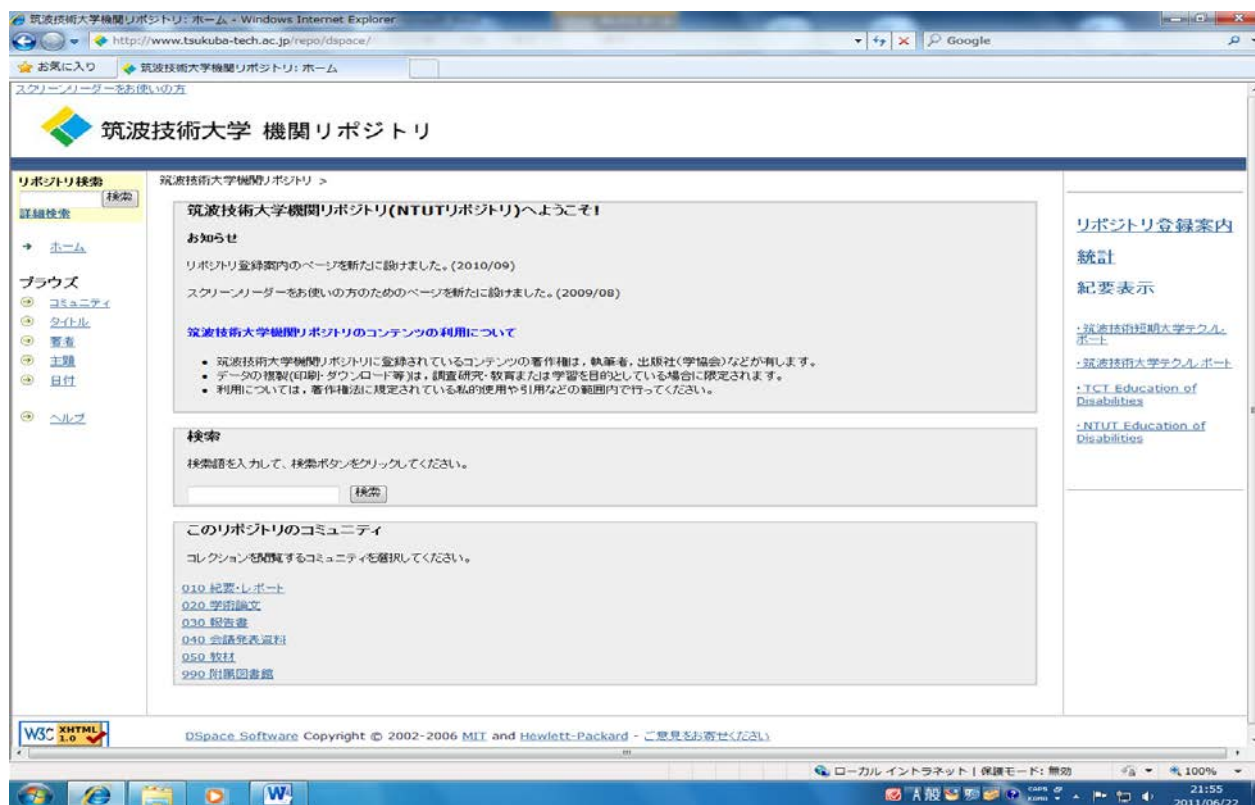 筑波技術大学機関リポジトリ: ホーム - Windows Internet Explorer
http://www.tsukuba-tech.ac.jp/repo/dspace/
Google
お気に入り
筑波技術大学機関リポジトリ: ホーム
スクリーンリーダーをお使いの方
筑波技術大学 機関リポジトリ
リポジトリ検索
検索
詳細検索
ホーム
ブラウズ
コミュニティ
タイトル
著者
主題
日付
ヘルプ
筑波技術大学機関リポジトリ >
筑波技術大学機関リポジトリ(NTUTリポジトリ)へようこそ!
お知らせ
リポジトリ登録案内のページを新たに設けました。(2010/09)
スクリーンリーダーをお使いの方のためのページを新たに設けました。(2009/08)
筑波技術大学機関リポジトリのコンテンツの利用について
• 筑波技術大学機関リポジトリに登録されているコンテンツの著作権は，執筆者，出版社(学協会)などが有します。
• データの複製(印刷・ダウンロード等)は，調査研究・教育または学習を目的としている場合に限定されます。
• 利用については，著作権法に規定されている私的使用や引用などの範囲内で行ってください。
検索
検索語を入力して、検索ボタンをクリックしてください。
検索
このリポジトリのコミュニティ
コレクションを閲覧するコミュニティを選択してください。
010 紀要・レポート
020 学術論文
030 報告書
040 会議発表資料
050 教材
990 附属図書館
リポジトリ登録案内
統計
紀要表示
・筑波技術短期大学テクノレポート
・筑波技術大学テクノレポート
・TCT Education of
Disabilities
・NTUT Education of
Disabilities
W3C XHTML 1.0
DSpace Software Copyright © 2002-2006 MIT and Hewlett-Packard - ご意見をお寄せください
ローカル イントラネット | 保護モード: 無効
100%
A 般
CAPS
KANA
21:55
2011/06/22